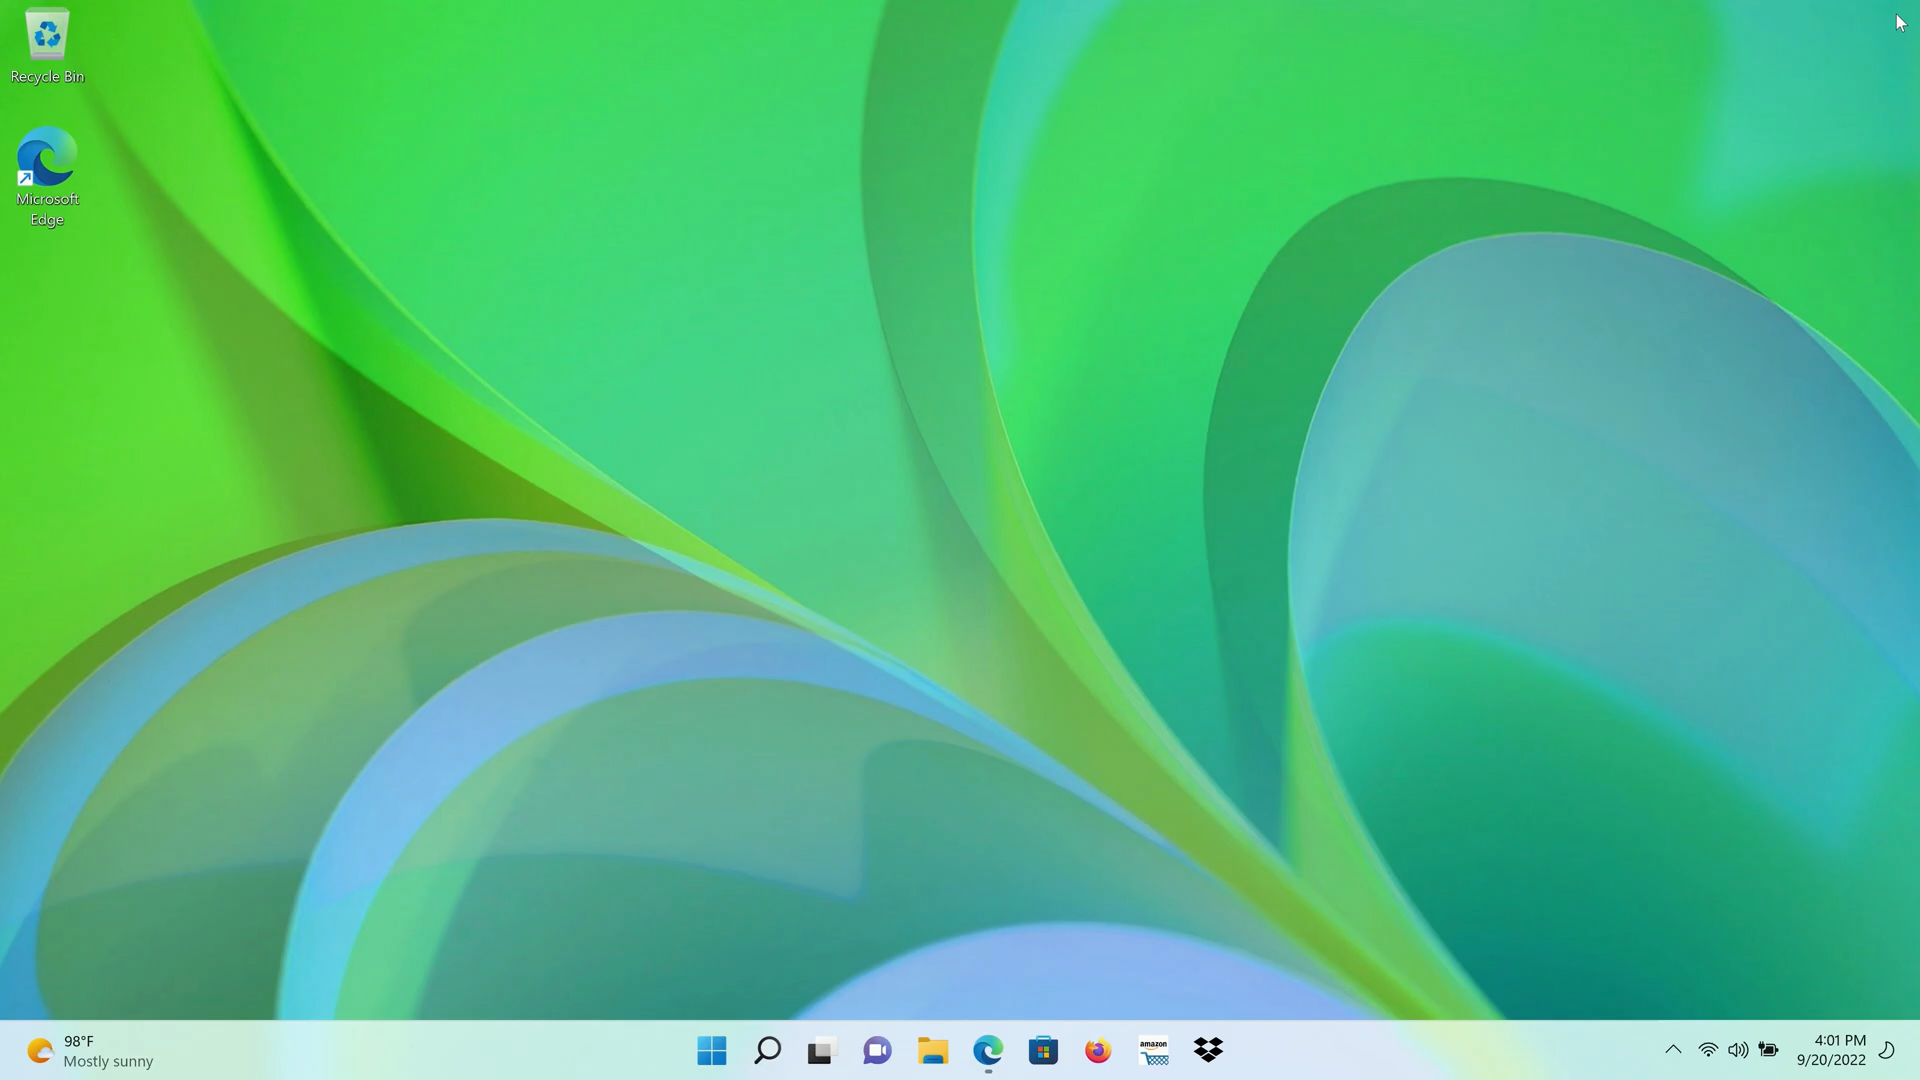 Recycle Bin
Microsoft
Edge
98°F
Mostly sunny
amazon
4:01 PM
9/20/2022